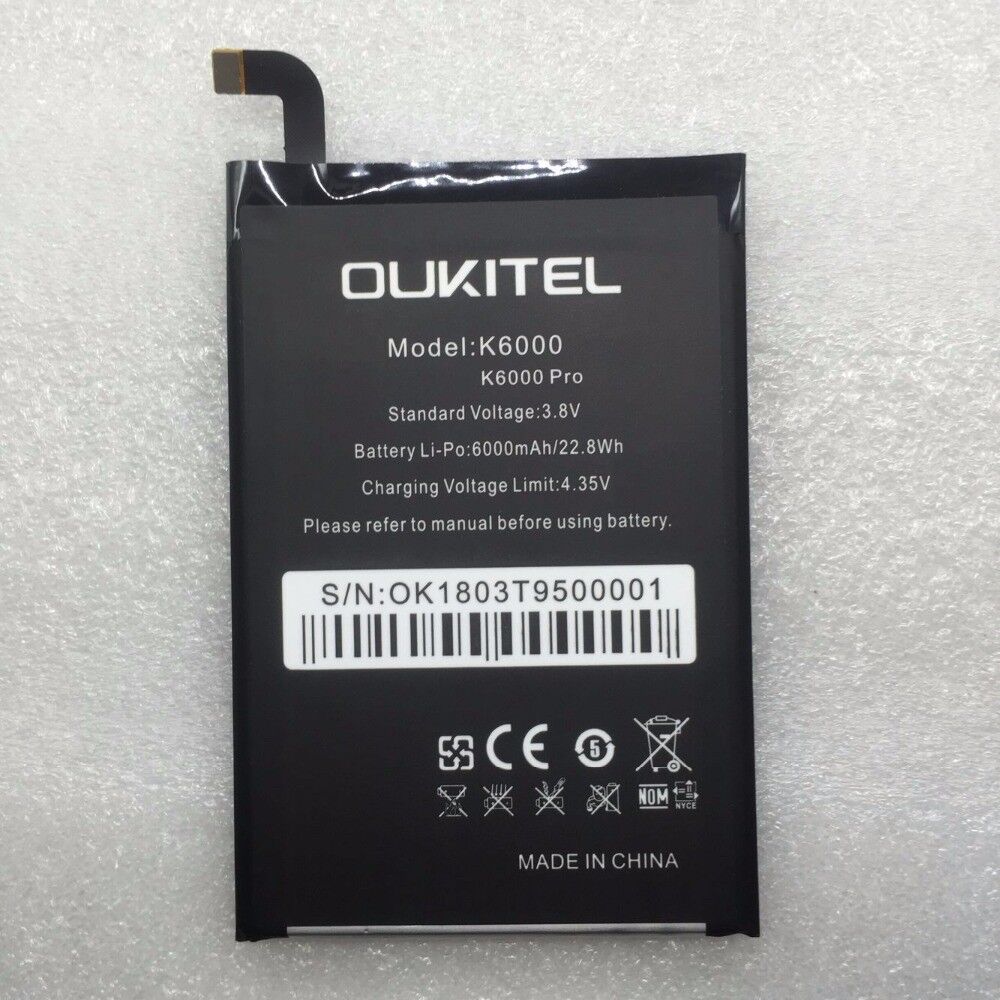 OUKITEL
Model:K6000
K6000 Pro
Standard Voltage:3.8V
Battery Li-Po:6000mAh/22.8Wh
Charging Voltage Limit:4.35V
Please refer to manual before using battery.
S/N:OK1803T9500001
CE 5
NOM NYCE
MADE IN CHINA